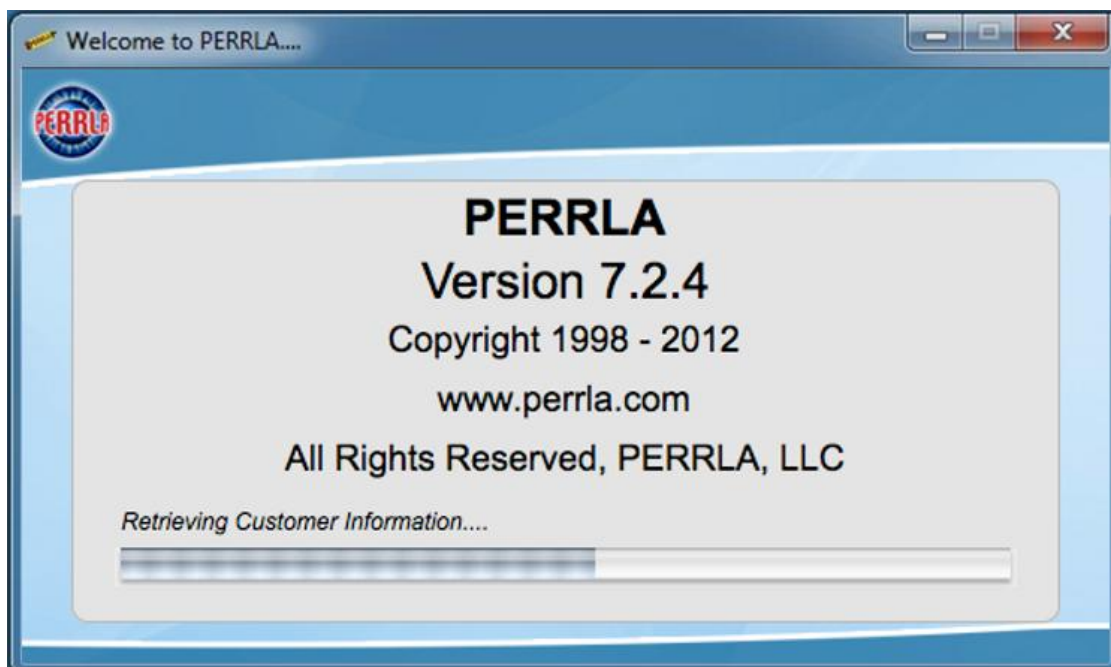 Welcome to PERRLA....
PERRLA
PERRLA
Version 7.2.4
Copyright 1998 - 2012
www.perrla.com
All Rights Reserved, PERRLA, LLC
Retrieving Customer Information....